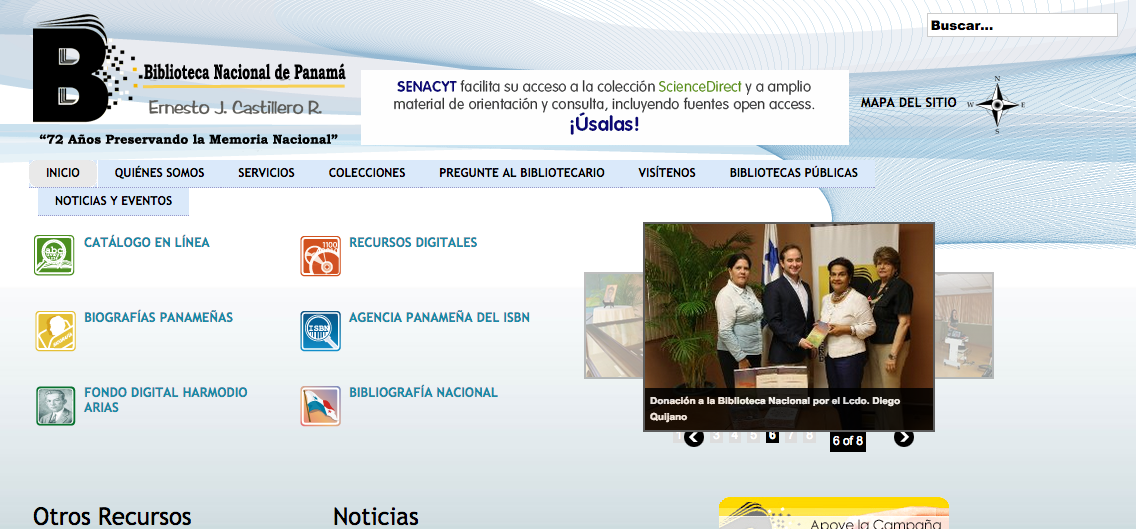 Buscar...
B
Biblioteca Nacional de Panamá
Ernesto J. Castillero R.
“72 Años Preservando la Memoria Nacional”
SENACYT facilita su acceso a la colección ScienceDirect y a amplio
material de orientación y consulta, incluyendo fuentes open access.
¡Úsalas!
MAPA DEL SITIO
N
W E
S
INICIO QUIÉNES SOMOS SERVICIOS COLECCIONES PREGUNTE AL BIBLIOTECARIO VISÍTENOS BIBLIOTECAS PÚBLICAS
NOTICIAS Y EVENTOS
abc
CATÁLOGO EN LÍNEA
1100
RECURSOS DIGITALES
BIOGRAFÍAS PANAMEÑAS
ISBN
AGENCIA PANAMEÑA DEL ISBN
FONDO DIGITAL HARMODIO
ARIAS
BIBLIOGRAFÍA NACIONAL
Donación a la Biblioteca Nacional por el Lcdo. Diego
Quijano
1 3 4 5 6 7 8 6 of 8
Otros Recursos
Noticias
Apoye la Campaña